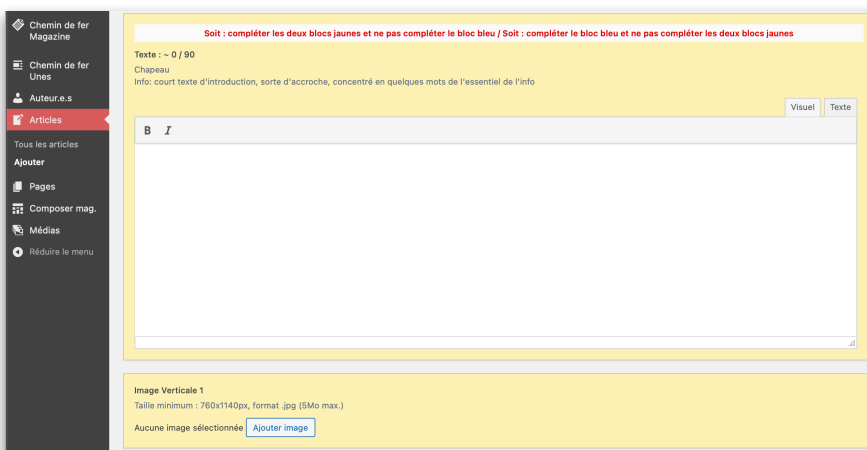 Chemin de fer
Magazine
Chemin de fer
Unes
Auteur.e.s
Articles
Tous les articles
Ajouter
Pages
Composer mag.
Médias
Réduire le menu
Soit : compléter les deux blocs jaunes et ne pas compléter le bloc bleu / Soit : compléter le bloc bleu et ne pas compléter les deux blocs jaunes
Texte : ~ 0 / 90
Chapeau
Info: court texte d'introduction, sorte d'accroche, concentré en quelques mots de l'essentiel de l'info
Visuel Texte
B I
Image Verticale 1
Taille minimum : 760x1140px, format .jpg (5Mo max.)
Aucune image sélectionnée Ajouter image